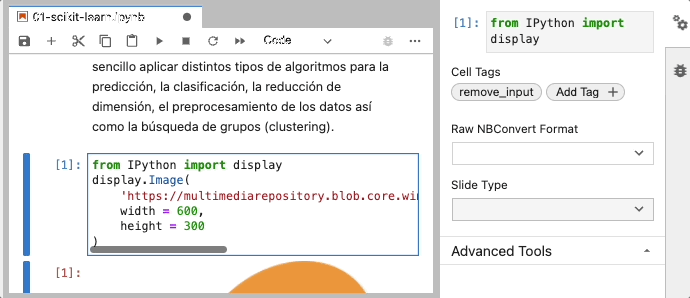 01-scikit-learn.ipynb
Code
sencillo aplicar distintos tipos de algoritmos para la
predicción, la clasificación, la reducción de
dimensión, el preprocesamiento de los datos así
como la búsqueda de grupos (clustering).
[1]: from IPython import display
display.Image(
'https://multimediarepository.blob.core.win
width = 600,
height = 300
)
[1]:
[1]: from IPython import
display
Cell Tags
remove_input Add Tag +
Raw NBConvert Format
Slide Type
Advanced Tools